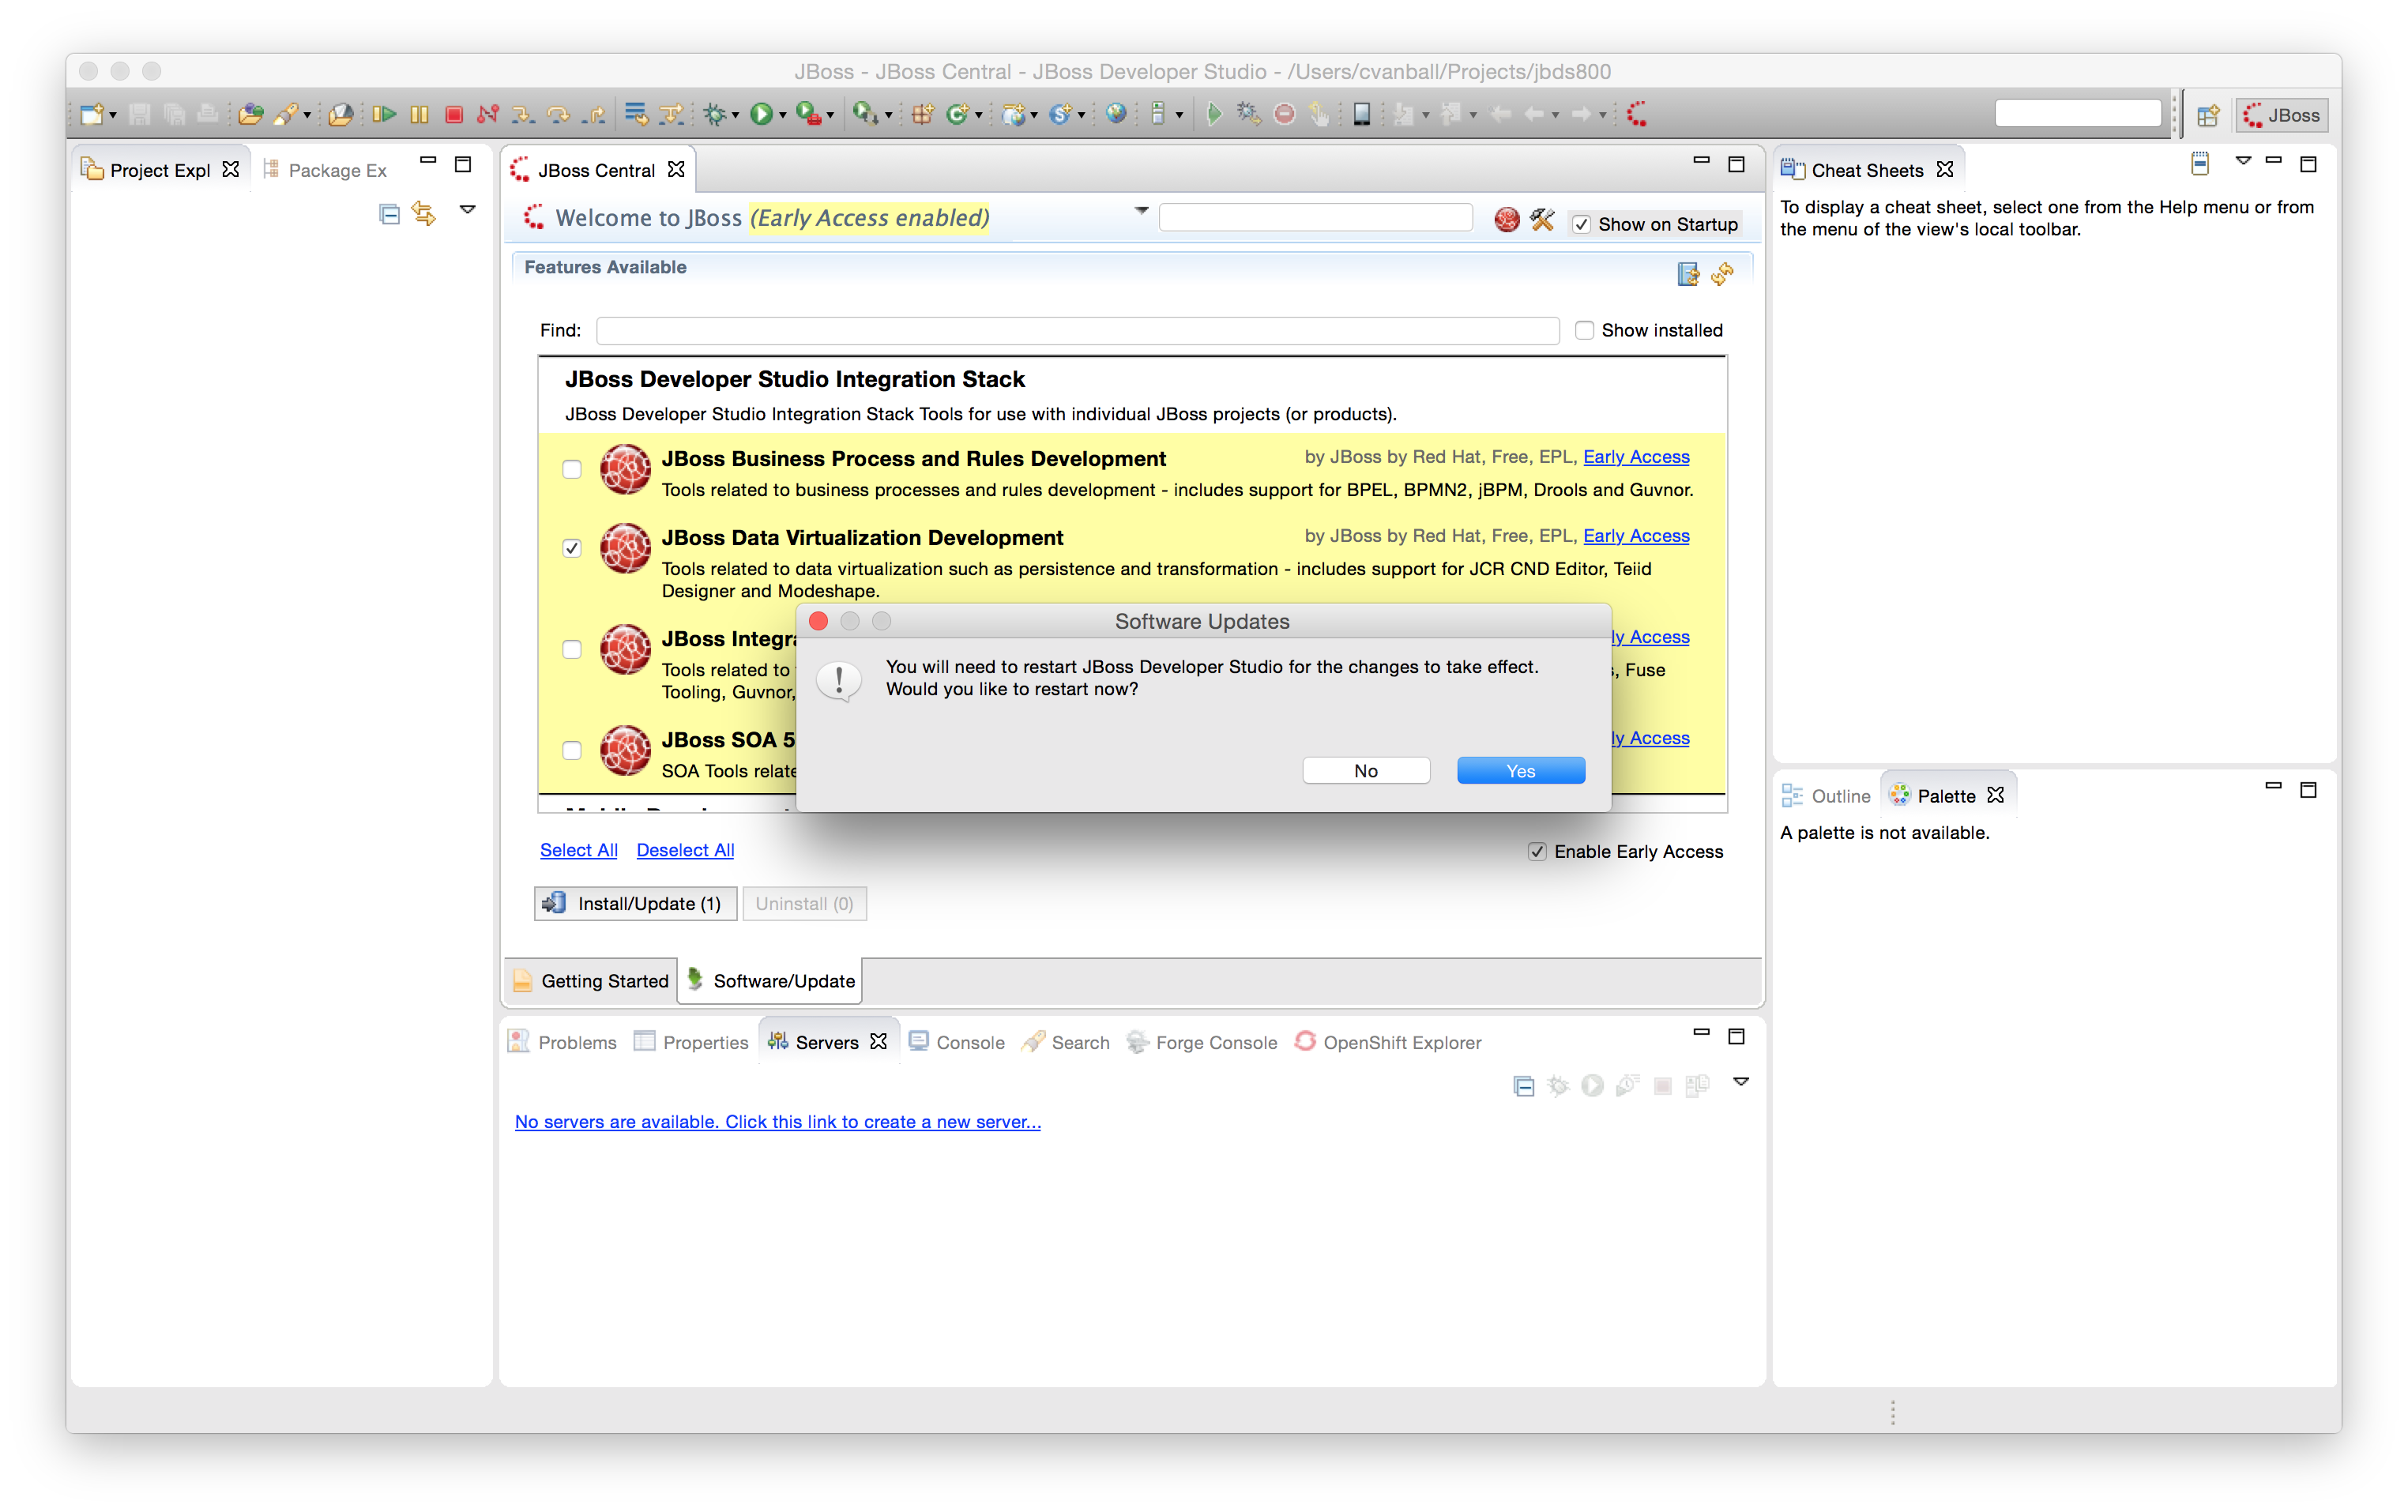 JBoss - JBoss Central - JBoss Developer Studio - /Users/cvanball/Projects/jbds800
JBoss
Project Expl
Package Ex
JBoss Central
Cheat Sheets
Welcome to JBoss (Early Access enabled)
Show on Startup
To display a cheat sheet, select one from the Help menu or from
the menu of the view's local toolbar.
Features Available
Find:
Show installed
JBoss Developer Studio Integration Stack
JBoss Developer Studio Integration Stack Tools for use with individual JBoss projects (or products).
JBoss Business Process and Rules Development
by JBoss by Red Hat, Free, EPL, Early Access
Tools related to business processes and rules development - includes support for BPEL, BPMN2, jBPM, Drools and Guvnor.
JBoss Data Virtualization Development
by JBoss by Red Hat, Free, EPL, Early Access
Tools related to data virtualization such as persistence and transformation - includes support for JCR CND Editor, Teiid
Designer and Modeshape.
JBoss Integra
ly Access
Tools related to
, Fuse
Tooling, Guvnor,
JBoss SOA 5
ly Access
SOA Tools relate
Software Updates
You will need to restart JBoss Developer Studio for the changes to take effect.
Would you like to restart now?
No
Yes
Select All
Deselect All
Enable Early Access
Install/Update (1)
Uninstall (0)
Getting Started
Software/Update
Outline
Palette
A palette is not available.
Problems
Properties
Servers
Console
Search
Forge Console
OpenShift Explorer
No servers are available. Click this link to create a new server...